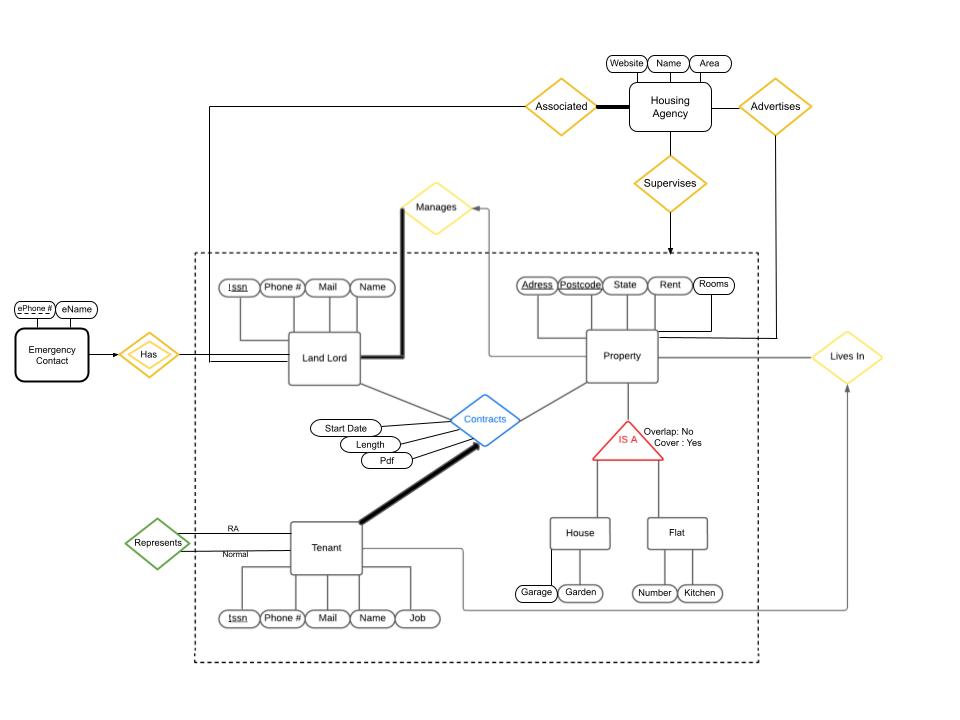 Website Name Area
Associated
Housing
Agency
Advertises
Supervises
Manages
Issn Phone # Mail Name
Adress Postcode State Rent Rooms
ePhone # eName
Emergency
Contact
Has
Land Lord
Property
Lives In
Contracts
Start Date
Length
Pdf
IS A
Overlap: No
Cover : Yes
House
Flat
Represents
RA
Normal
Tenant
Garage Garden
Number Kitchen
Issn Phone # Mail Name Job